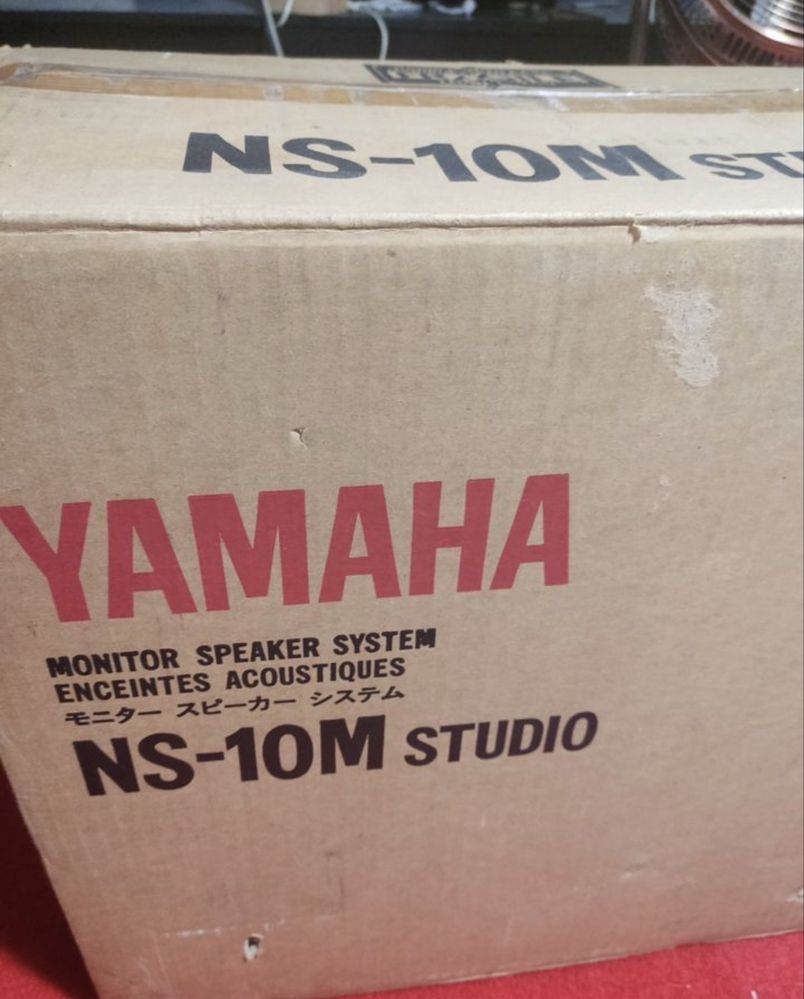 NS-10M
YAMAHA
MONITOR SPEAKER SYSTEM
ENCEINTES ACOUSTIQUES
モニター スピーカー システム
NS-10M STUDIO